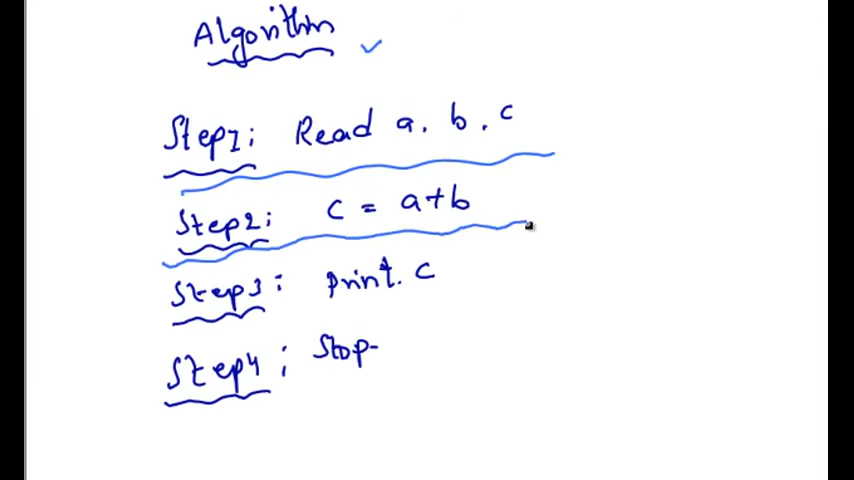 Algorithm
Step1: Read a, b, c
Step2: c = a+b
Step3: print. c
Step4: Stop-